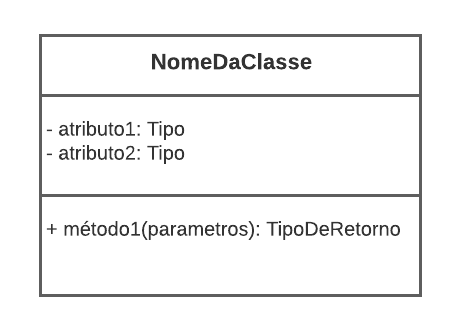 NomeDaClasse
- atributo1: Tipo
- atributo2: Tipo
+ método1(parametros): TipoDeRetorno